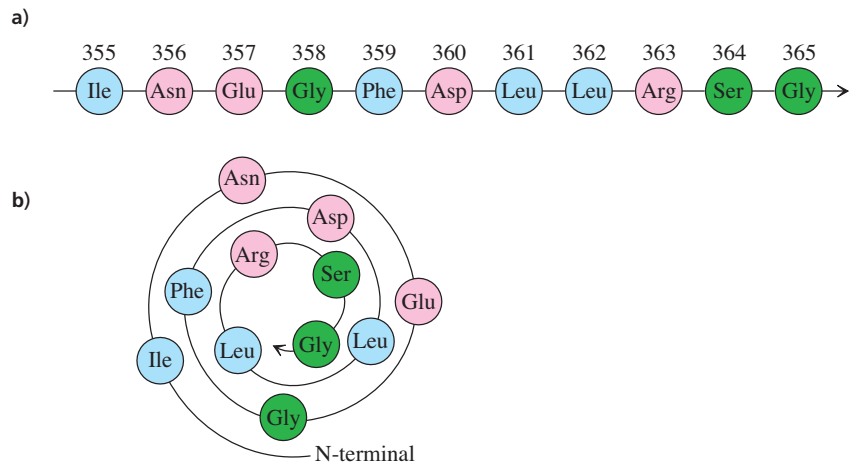 a)
355 356 357 358 359 360 361 362 363 364 365
Ile Asn Glu Gly Phe Asp Leu Leu Arg Ser Gly
b)
Asn
Asp
Arg
Ser
Phe
Glu
Leu
Gly
Leu
Ile
Gly
N-terminal